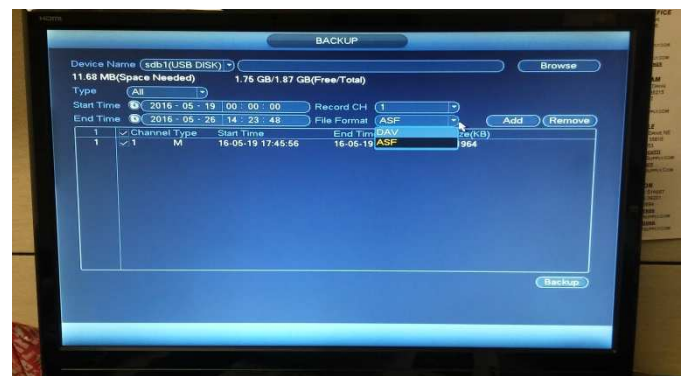 BACKUP
Device Name sdb1(USB DISK) Browse
11.68 MB(Space Needed) 1.75 GB/1.87 GB(Free/Total)
Type All
Start Time 2016 - 05 - 19 00 : 00 : 00 Record CH 1
End Time 2016 - 05 - 26 14 : 23 : 48 File Format ASF Add Remove
DAV
ASF
1 Channel Type Start Time End Tim ze(KB)
1 1 M 16-05-19 17:45:56 16-05-19 964
Backup